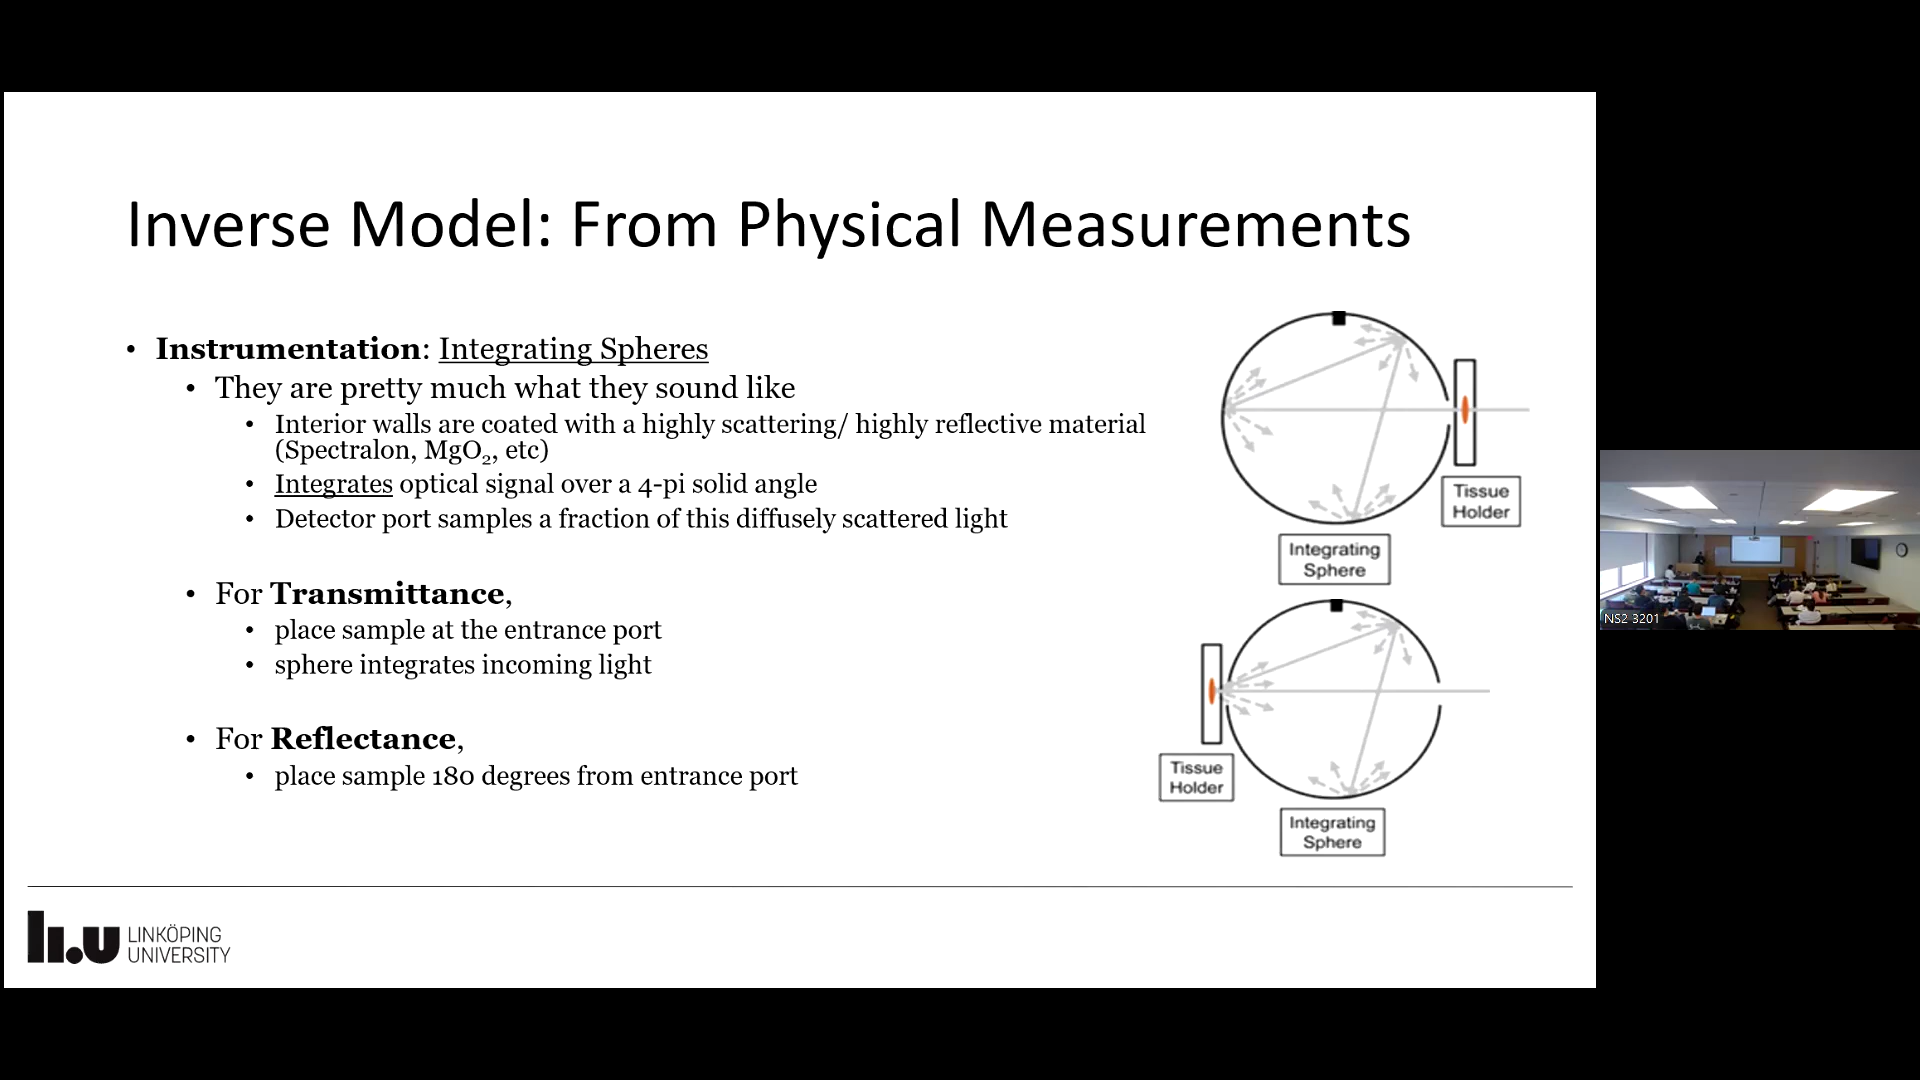 Inverse Model: From Physical Measurements
• Instrumentation: Integrating Spheres
• They are pretty much what they sound like
• Interior walls are coated with a highly scattering/ highly reflective material
(Spectralon, MgO₂, etc)
• Integrates optical signal over a 4-pi solid angle
• Detector port samples a fraction of this diffusely scattered light
• For Transmittance,
• place sample at the entrance port
• sphere integrates incoming light
• For Reflectance,
• place sample 180 degrees from entrance port
Tissue
Holder
Integrating
Sphere
Tissue
Holder
Integrating
Sphere
li.u LINKÖPING
UNIVERSITY
NS2 3201